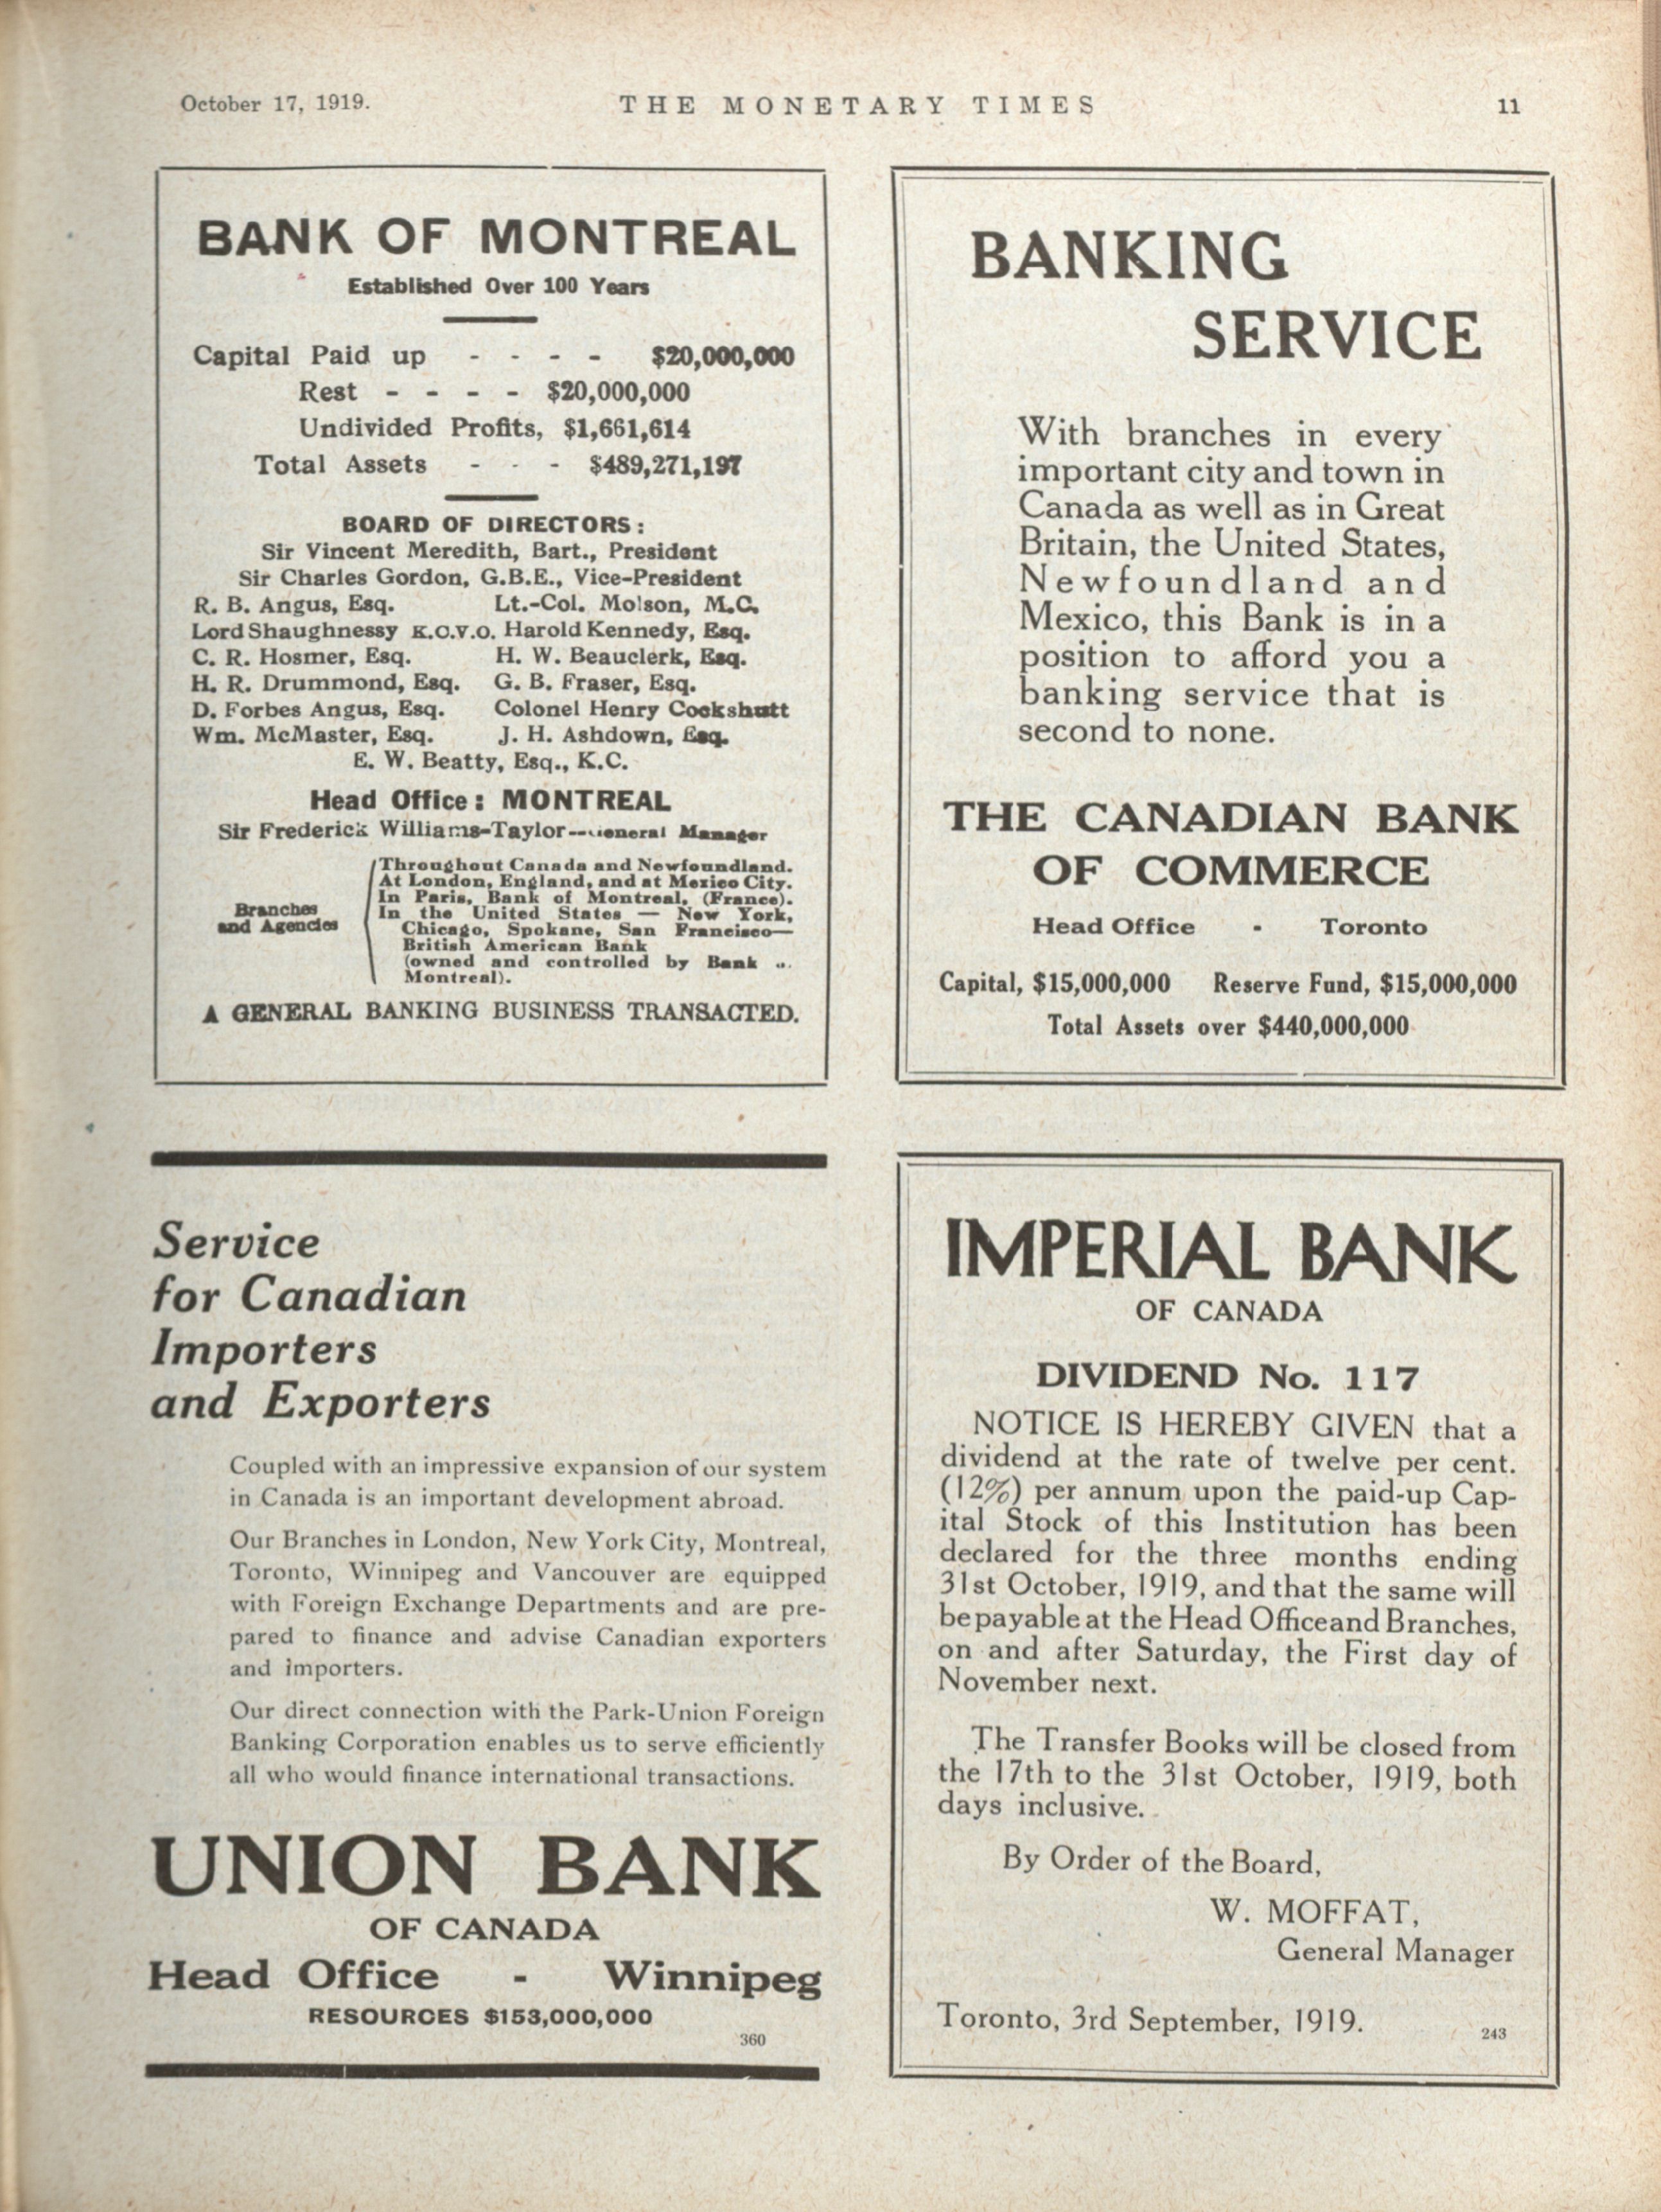 October 17, 1919.
THE MONETARY TIMES
11
BANK OF MONTREAL
Established Over 100 Years
Capital Paid up - - - - $20,000,000
Rest - - - - $20,000,000
Undivided Profits, $1,661,614
Total Assets - - - $489,271,197
BOARD OF DIRECTORS:
Sir Vincent Meredith, Bart., President
Sir Charles Gordon, G.B.E., Vice-President
R. B. Angus, Esq. Lt.-Col. Molson, M.C.
Lord Shaughnessy K.C.V.O. Harold Kennedy, Esq.
C. R. Hosmer, Esq. H. W. Beauclerk, Esq.
H. R. Drummond, Esq. G. B. Fraser, Esq.
D. Forbes Angus, Esq. Colonel Henry Cockshutt
Wm. McMaster, Esq. J. H. Ashdown, Esq.
E. W. Beatty, Esq., K.C.
Head Office: MONTREAL
Sir Frederick Williams-Taylor--General Manager
Branches
and Agencies
Throughout Canada and Newfoundland.
At London, England, and at Mexico City.
In Paris, Bank of Montreal, (France).
In the United States — New York,
Chicago, Spokane, San Francisco—
British American Bank
(owned and controlled by Bank
Montreal).
A GENERAL BANKING BUSINESS TRANSACTED.
BANKING
SERVICE
With branches in every
important city and town in
Canada as well as in Great
Britain, the United States,
Newfoundland and
Mexico, this Bank is in a
position to afford you a
banking service that is
second to none.
THE CANADIAN BANK
OF COMMERCE
Head Office - Toronto
Capital, $15,000,000 Reserve Fund, $15,000,000
Total Assets over $440,000,000
Service
for Canadian
Importers
and Exporters
Coupled with an impressive expansion of our system
in Canada is an important development abroad.
Our Branches in London, New York City, Montreal,
Toronto, Winnipeg and Vancouver are equipped
with Foreign Exchange Departments and are pre-
pared to finance and advise Canadian exporters
and importers.
Our direct connection with the Park-Union Foreign
Banking Corporation enables us to serve efficiently
all who would finance international transactions.
UNION BANK
OF CANADA
Head Office - Winnipeg
RESOURCES $153,000,000
360
IMPERIAL BANK
OF CANADA
DIVIDEND No. 117
NOTICE IS HEREBY GIVEN that a
dividend at the rate of twelve per cent.
(12%) per annum upon the paid-up Cap-
ital Stock of this Institution has been
declared for the three months ending
31st October, 1919, and that the same will
be payable at the Head Office and Branches,
on and after Saturday, the First day of
November next.
The Transfer Books will be closed from
the 17th to the 31st October, 1919, both
days inclusive.
By Order of the Board,
W. MOFFAT,
General Manager
Toronto, 3rd September, 1919.
243